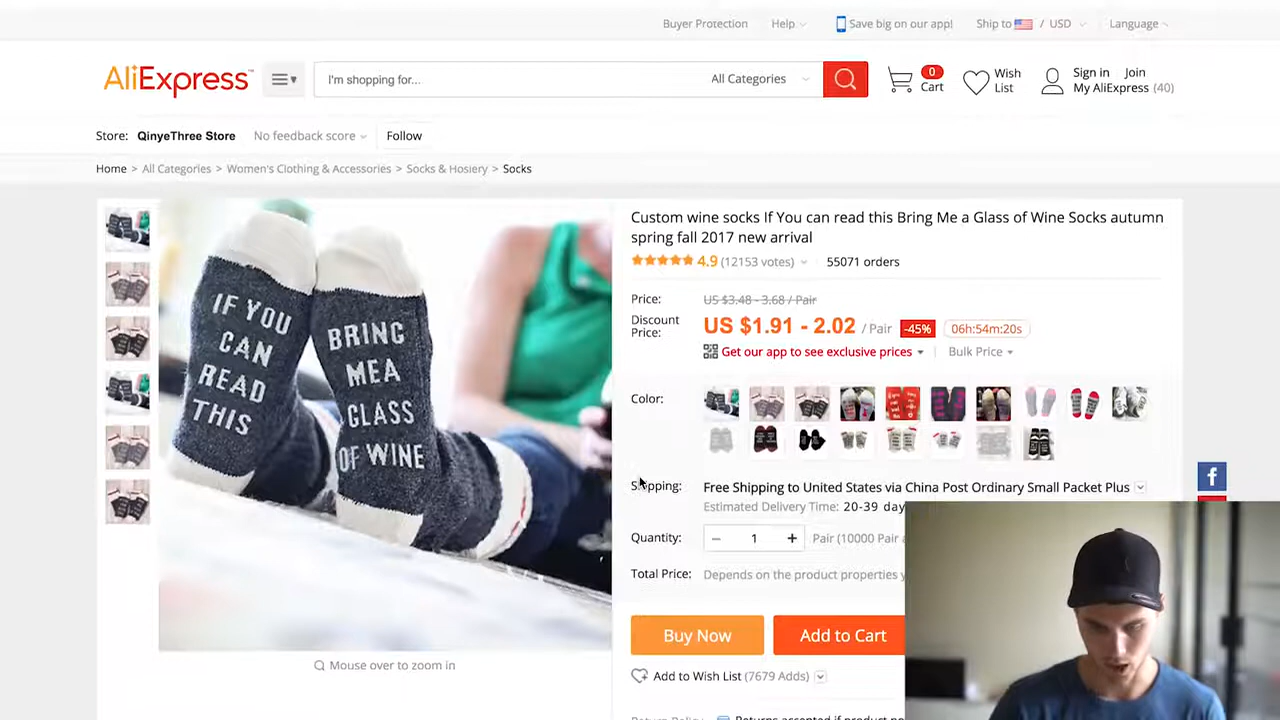 Buyer Protection Help Save big on our app! Ship to / USD Language
AliExpress™ I'm shopping for... All Categories 0 Cart Wish List Sign in Join My AliExpress (40)
Store: QinyeThree Store No feedback score Follow
Home > All Categories > Women's Clothing & Accessories > Socks & Hosiery > Socks
Custom wine socks If You can read this Bring Me a Glass of Wine Socks autumn
spring fall 2017 new arrival
4.9 (12153 votes) 55071 orders
Price: US $3.48 - 3.68 / Pair
Discount Price: US $1.91 - 2.02 / Pair -45% 06h:54m:20s
Get our app to see exclusive prices Bulk Price
Color:
Shipping: Free Shipping to United States via China Post Ordinary Small Packet Plus
Estimated Delivery Time: 20-39 day
Quantity: − 1 + Pair (10000 Pair
Total Price: Depends on the product properties
Buy Now Add to Cart
Add to Wish List (7679 Adds)
Return Policy Returns accepted if product
IF YOU
CAN
READ
THIS
BRING
ME A
GLASS
OF WINE
Mouse over to zoom in
f